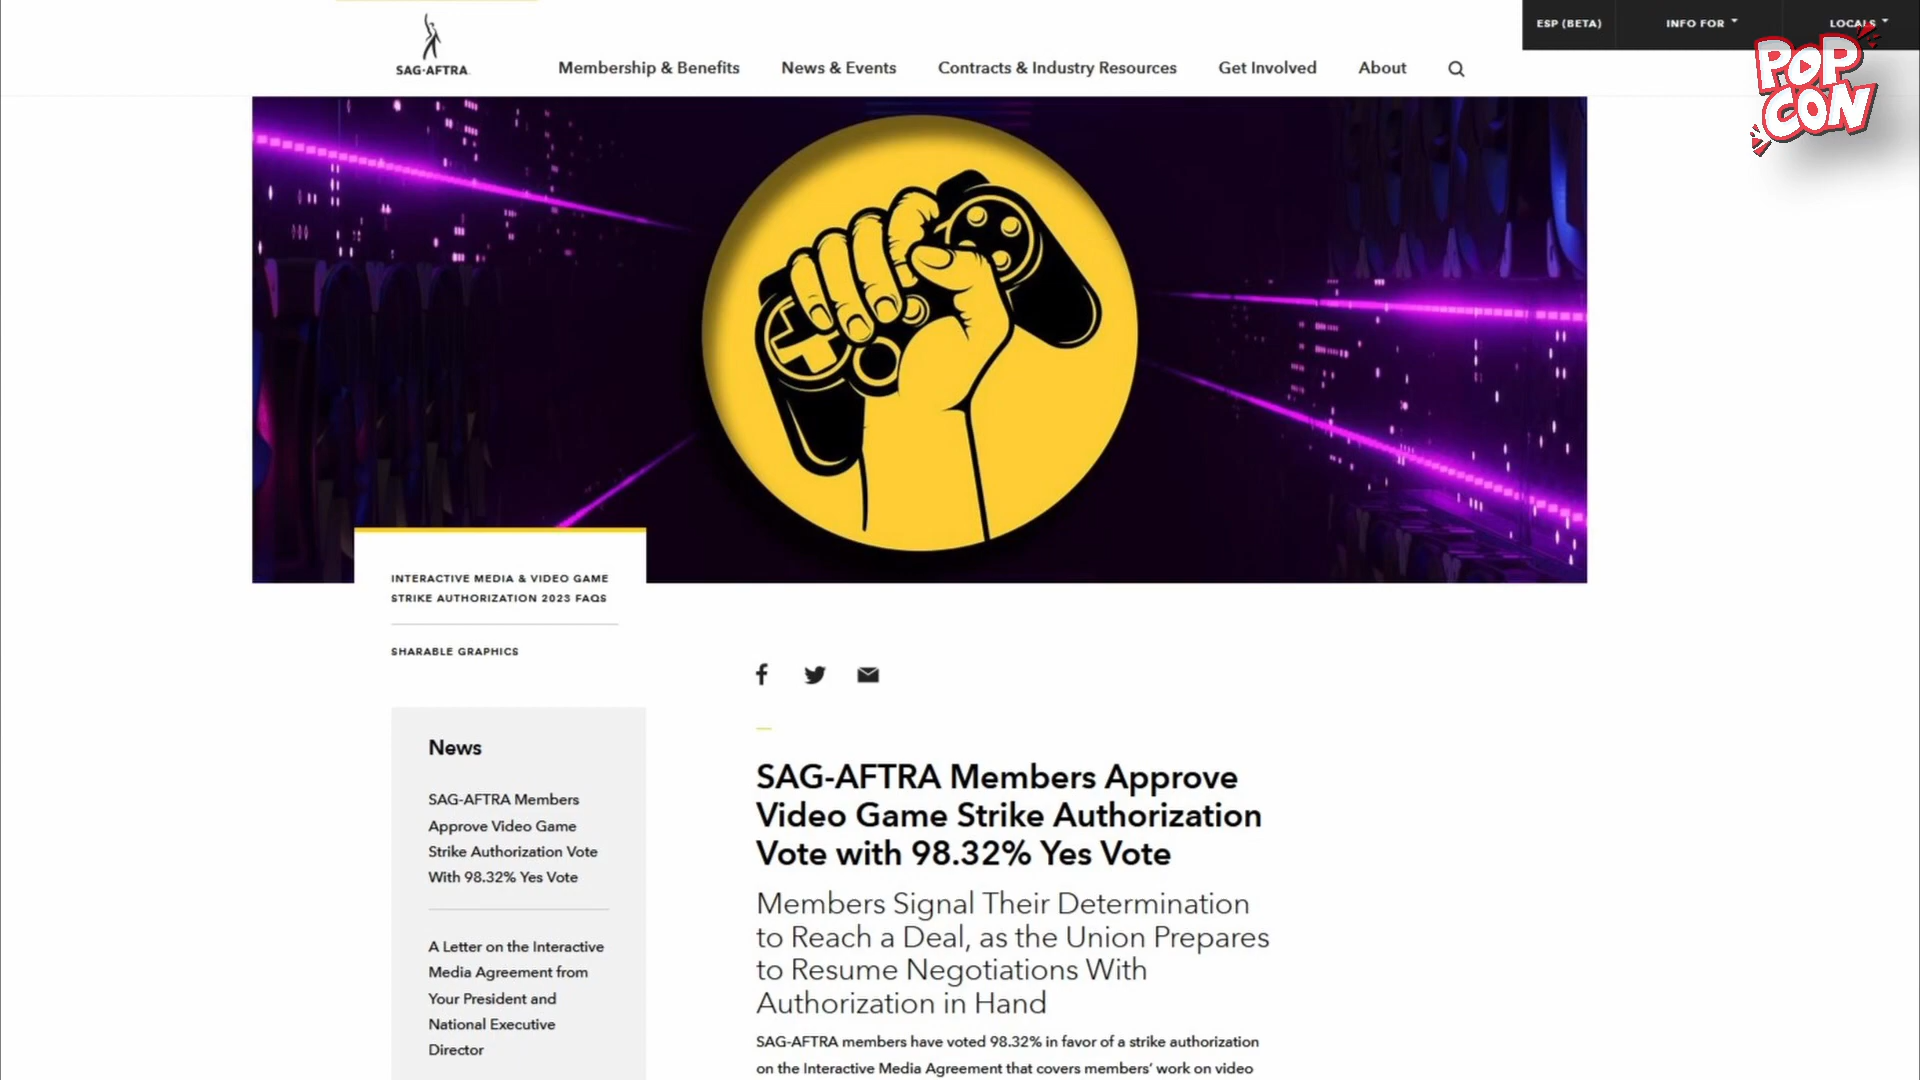 ESP (BETA)
INFO FOR
LOCALS
POP
CON
SAG·AFTRA
Membership & Benefits
News & Events
Contracts & Industry Resources
Get Involved
About
INTERACTIVE MEDIA & VIDEO GAME
STRIKE AUTHORIZATION 2023 FAQS
SHARABLE GRAPHICS
News
SAG-AFTRA Members
Approve Video Game
Strike Authorization Vote
With 98.32% Yes Vote
A Letter on the Interactive
Media Agreement from
Your President and
National Executive
Director
SAG-AFTRA Members Approve
Video Game Strike Authorization
Vote with 98.32% Yes Vote
Members Signal Their Determination
to Reach a Deal, as the Union Prepares
to Resume Negotiations With
Authorization in Hand
SAG-AFTRA members have voted 98.32% in favor of a strike authorization
on the Interactive Media Agreement that covers members' work on video